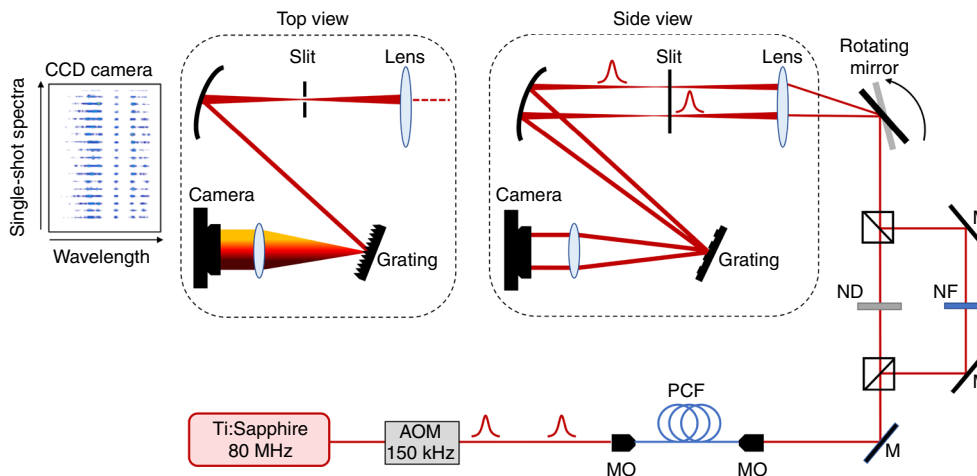 Top view
Side view
CCD camera
Single-shot spectra
Wavelength
Slit
Lens
Camera
Grating
Slit
Lens
Camera
Grating
Rotating
mirror
ND
NF
Ti:Sapphire
80 MHz
AOM
150 kHz
PCF
MO
MO
M